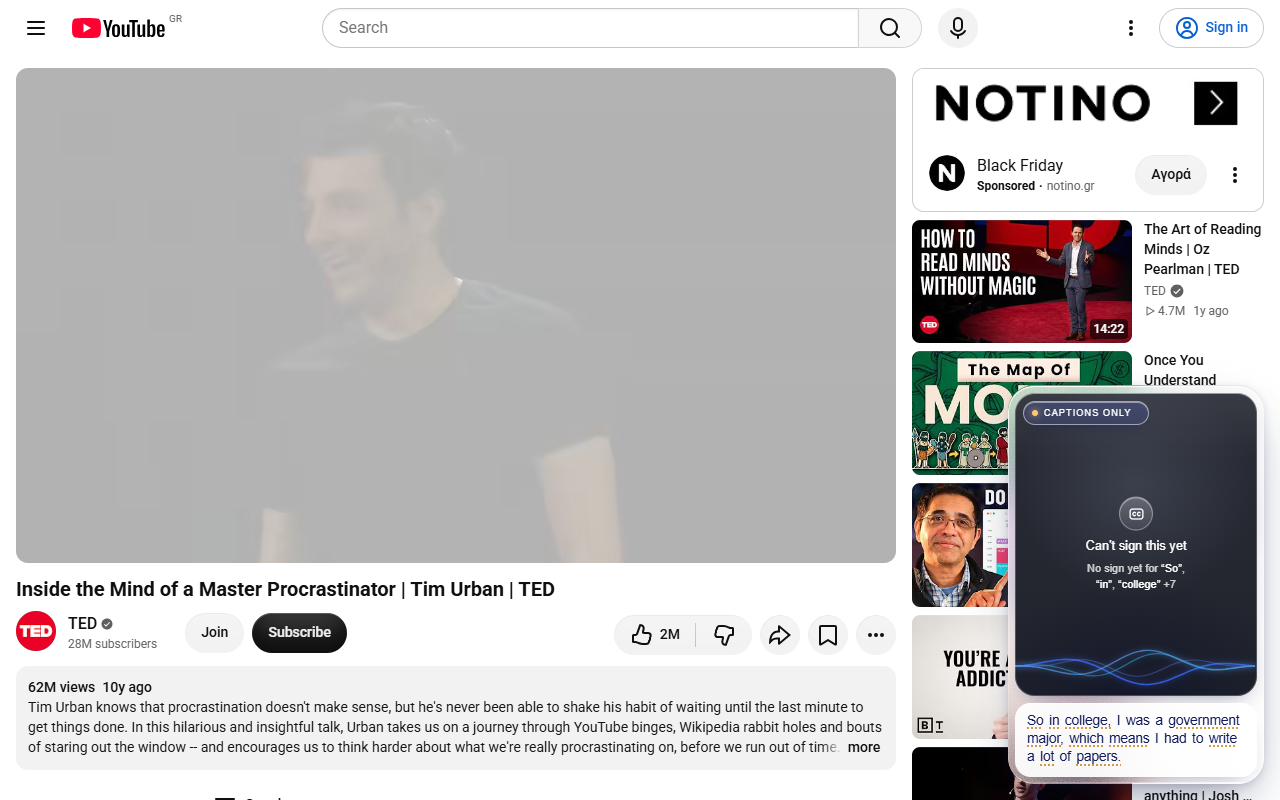 YouTube GR
Search
Sign in
NOTINO
N
Black Friday
Sponsored · notino.gr
Αγορά
HOW TO
READ MINDS
WITHOUT MAGIC
TED
14:22
The Art of Reading
Minds | Oz
Pearlman | TED
TED
4.7M 1y ago
The Map Of
MO
Once You
Understand
CAPTIONS ONLY
CC
Can't sign this yet
No sign yet for “So”,
“in”, “college” +7
So in college, I was a government
major, which means I had to write
a lot of papers.
DO
YOU'RE
ADDIC
B T
anything | Josh ...
Inside the Mind of a Master Procrastinator | Tim Urban | TED
TED
TED
28M subscribers
Join
Subscribe
2M
62M views 10y ago
Tim Urban knows that procrastination doesn't make sense, but he's never been able to shake his habit of waiting until the last minute to
get things done. In this hilarious and insightful talk, Urban takes us on a journey through YouTube binges, Wikipedia rabbit holes and bouts
of staring out the window -- and encourages us to think harder about what we're really procrastinating on, before we run out of time. more